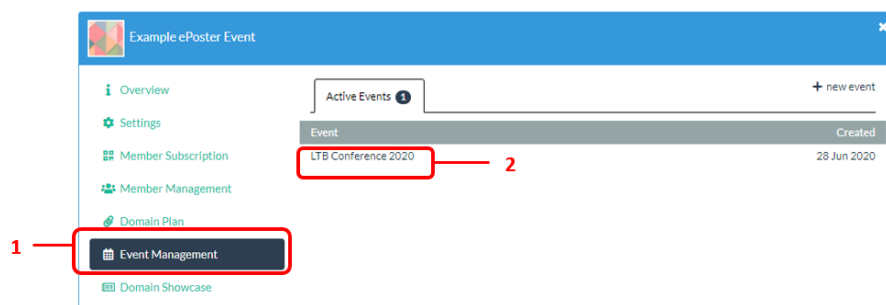 Example ePoster Event
Overview
Settings
Member Subscription
Member Management
Domain Plan
1 Event Management
Domain Showcase
Active Events 1
+ new event
Event Created
LTB Conference 2020 2 28 Jun 2020